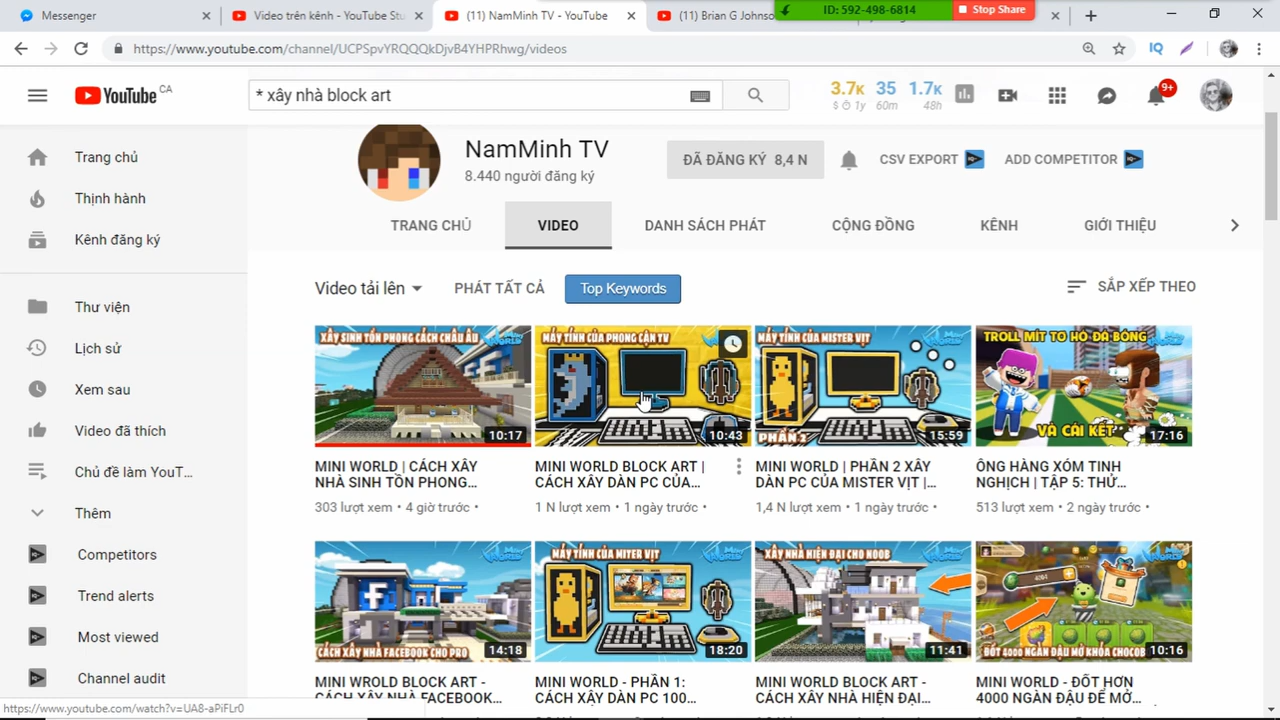 Messenger
Video trên kênh - YouTube Stu
(11) NamMinh TV - YouTube
(11) Brian G Johnso
ID: 592-498-6814
Stop Share
https://www.youtube.com/channel/UCPSpvYRQQQkDjvB4YHPRhwg/videos
IQ
YouTube CA
* xây nhà block art
3.7K
$ 1y
35
60m
1.7K
48h
9+
Trang chủ
Thịnh hành
Kênh đăng ký
Thư viện
Lịch sử
Xem sau
Video đã thích
Chủ đề làm YouT...
Thêm
Competitors
Trend alerts
Most viewed
Channel audit
NamMinh TV
8.440 người đăng ký
ĐÃ ĐĂNG KÝ 8,4 N
CSV EXPORT
ADD COMPETITOR
TRANG CHỦ
VIDEO
DANH SÁCH PHÁT
CỘNG ĐỒNG
KÊNH
GIỚI THIỆU
Video tải lên
PHÁT TẤT CẢ
Top Keywords
SẮP XẾP THEO
XÂY SINH TỒN PHONG CÁCH CHÂU ÂU
10:17
MINI WORLD | CÁCH XÂY
NHÀ SINH TỒN PHONG...
303 lượt xem • 4 giờ trước •
MÁY TÍNH CỦA PHONG CẬN TV
10:43
MINI WORLD BLOCK ART |
CÁCH XÂY DÀN PC CỦA...
1 N lượt xem • 1 ngày trước •
MÁY TÍNH CỦA MISTER VỊT
PHẦN 2
15:59
MINI WORLD | PHẦN 2 XÂY
DÀN PC CỦA MISTER VỊT |...
1,4 N lượt xem • 1 ngày trước •
TROLL MÍT TƠ HÓ ĐÁ BÓNG
VÀ CÁI KẾT
17:16
ÔNG HÀNG XÓM TINH
NGHỊCH | TẬP 5: THỬ...
513 lượt xem • 2 ngày trước •
CÁCH XÂY NHÀ FACEBOOK CHO PRO
14:18
MINI WROLD BLOCK ART -
CÁCH XÂY NHÀ FACEBOOK...
MÁY TÍNH CỦA MITER VỊT
18:20
MINI WORLD - PHẦN 1:
CÁCH XÂY DÀN PC 100...
XÂY NHÀ HIỆN ĐẠI CHO NOOB
11:41
MINI WORLD BLOCK ART -
CÁCH XÂY NHÀ HIỆN ĐẠI...
ĐỐT 4000 NGÀN ĐẬU MỞ KHÓA CHOCOB
10:16
MINI WORLD - ĐỐT HƠN
4000 NGÀN ĐẬU ĐỂ MỞ...
https://www.youtube.com/watch?v=UA8-aPiFLr0